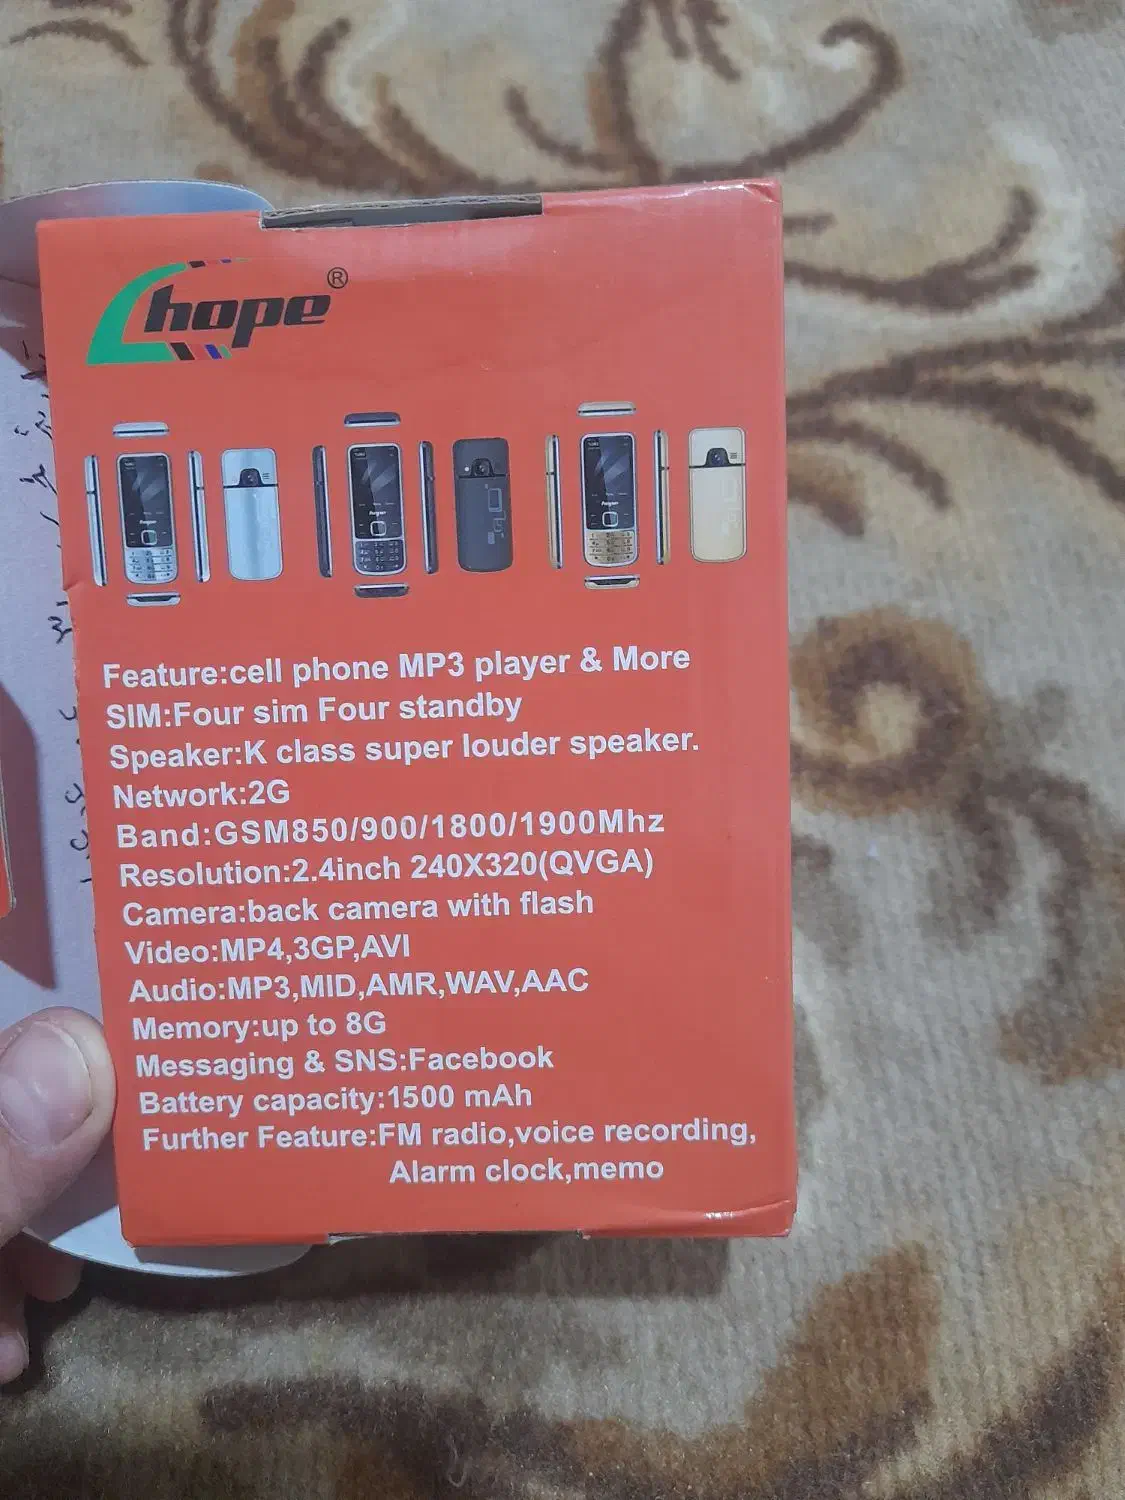 hope®
Feature:cell phone MP3 player & More
SIM:Four sim Four standby
Speaker:K class super louder speaker.
Network:2G
Band:GSM850/900/1800/1900Mhz
Resolution:2.4inch 240X320(QVGA)
Camera:back camera with flash
Video:MP4,3GP,AVI
Audio:MP3,MID,AMR,WAV,AAC
Memory:up to 8G
Messaging & SNS:Facebook
Battery capacity:1500 mAh
Further Feature:FM radio,voice recording,
Alarm clock,memo